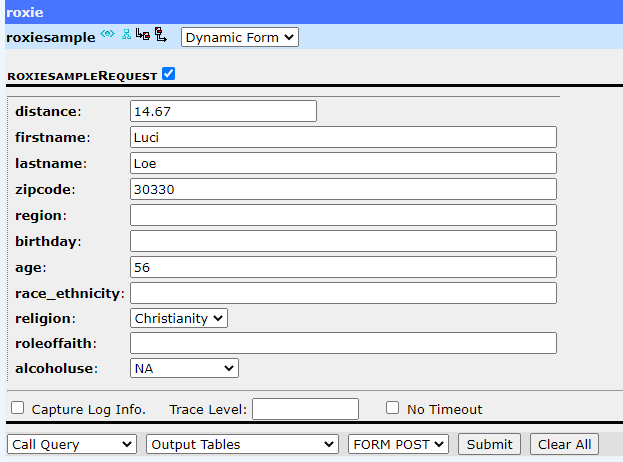 roxie
roxiesample Dynamic Form
ROXIESAMPLEREQUEST
distance: 14.67
firstname: Luci
lastname: Loe
zipcode: 30330
region:
birthday:
age: 56
race_ethnicity:
religion: Christianity
roleoffaith:
alcoholuse: NA
Capture Log Info. Trace Level: No Timeout
Call Query Output Tables FORM POST Submit Clear All